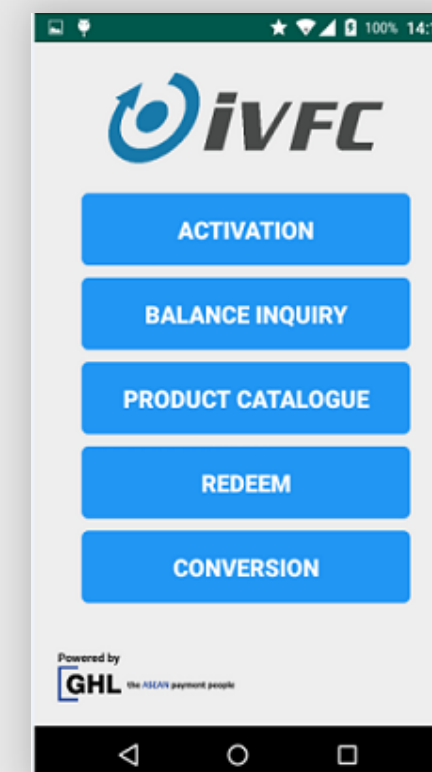 100% 14:
iVFC
ACTIVATION
BALANCE INQUIRY
PRODUCT CATALOGUE
REDEEM
CONVERSION
Powered by
GHL the ASEAN payment people